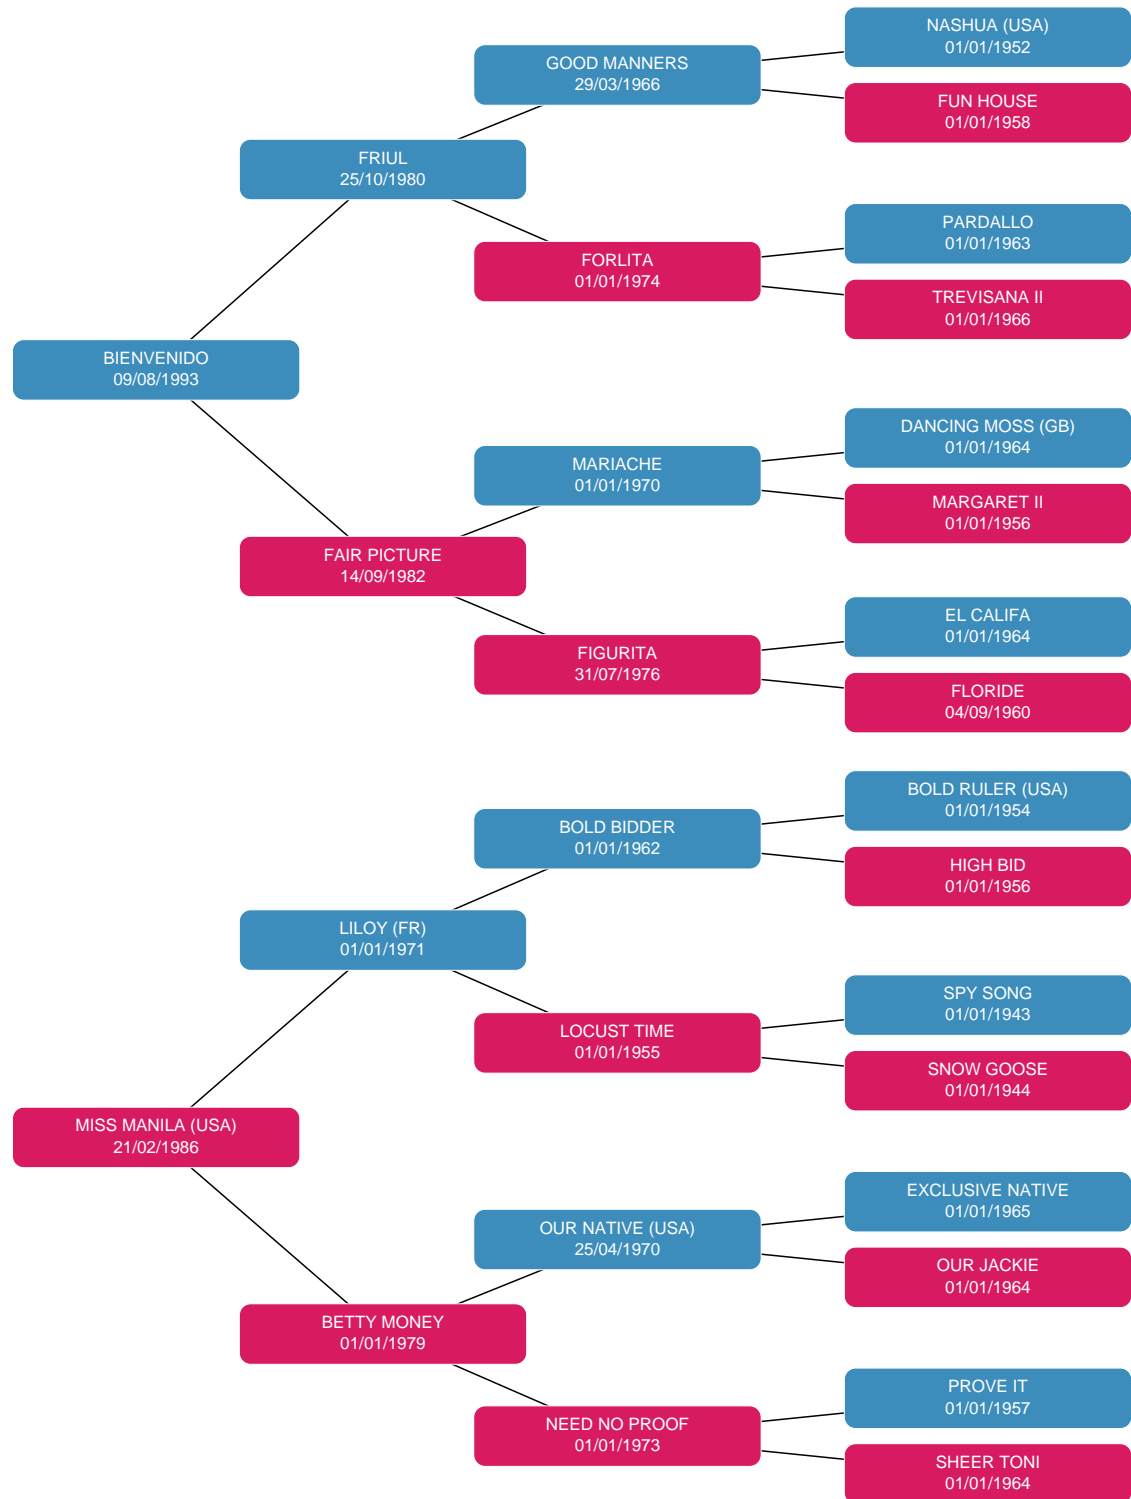 NASHUA (USA)
01/01/1952
GOOD MANNERS
29/03/1966
FUN HOUSE
01/01/1958
FRIUL
25/10/1980
PARDALLO
01/01/1963
FORLITA
01/01/1974
TREVISANA II
01/01/1966
BIENVENIDO
09/08/1993
DANCING MOSS (GB)
01/01/1964
MARIACHE
01/01/1970
MARGARET II
01/01/1956
FAIR PICTURE
14/09/1982
EL CALIFA
01/01/1964
FIGURITA
31/07/1976
FLORIDE
04/09/1960
BOLD RULER (USA)
01/01/1954
BOLD BIDDER
01/01/1962
HIGH BID
01/01/1956
LILOY (FR)
01/01/1971
SPY SONG
01/01/1943
LOCUST TIME
01/01/1955
SNOW GOOSE
01/01/1944
MISS MANILA (USA)
21/02/1986
EXCLUSIVE NATIVE
01/01/1965
OUR NATIVE (USA)
25/04/1970
OUR JACKIE
01/01/1964
BETTY MONEY
01/01/1979
PROVE IT
01/01/1957
NEED NO PROOF
01/01/1973
SHEER TONI
01/01/1964